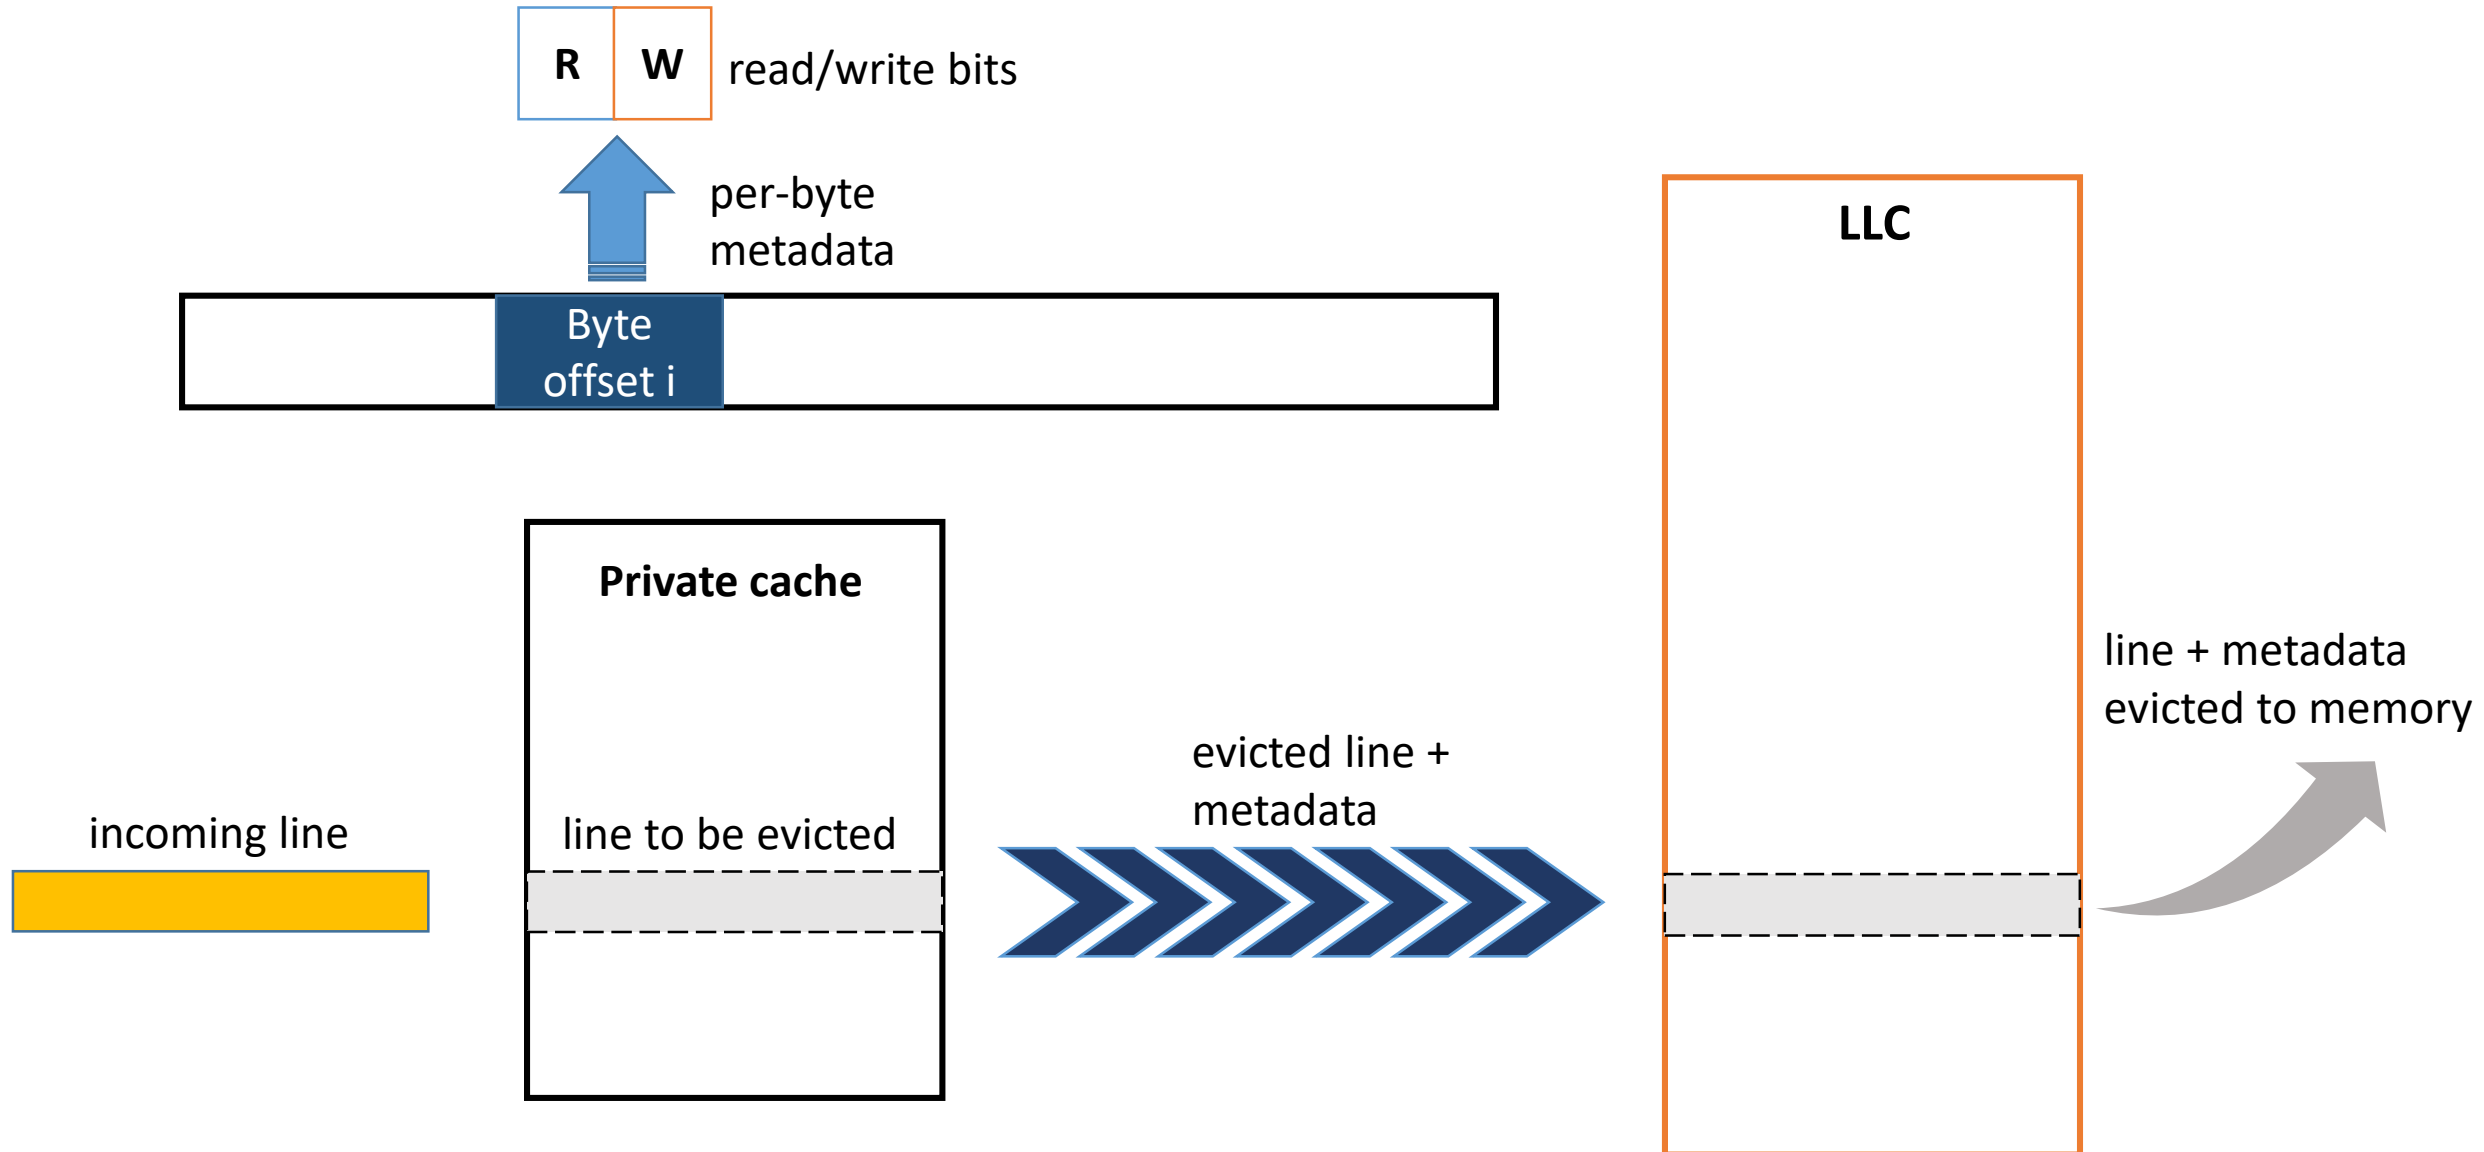 R W read/write bits
per-byte
metadata
Byte
offset i
LLC
Private cache
line + metadata
evicted to memory
evicted line +
metadata
incoming line
line to be evicted